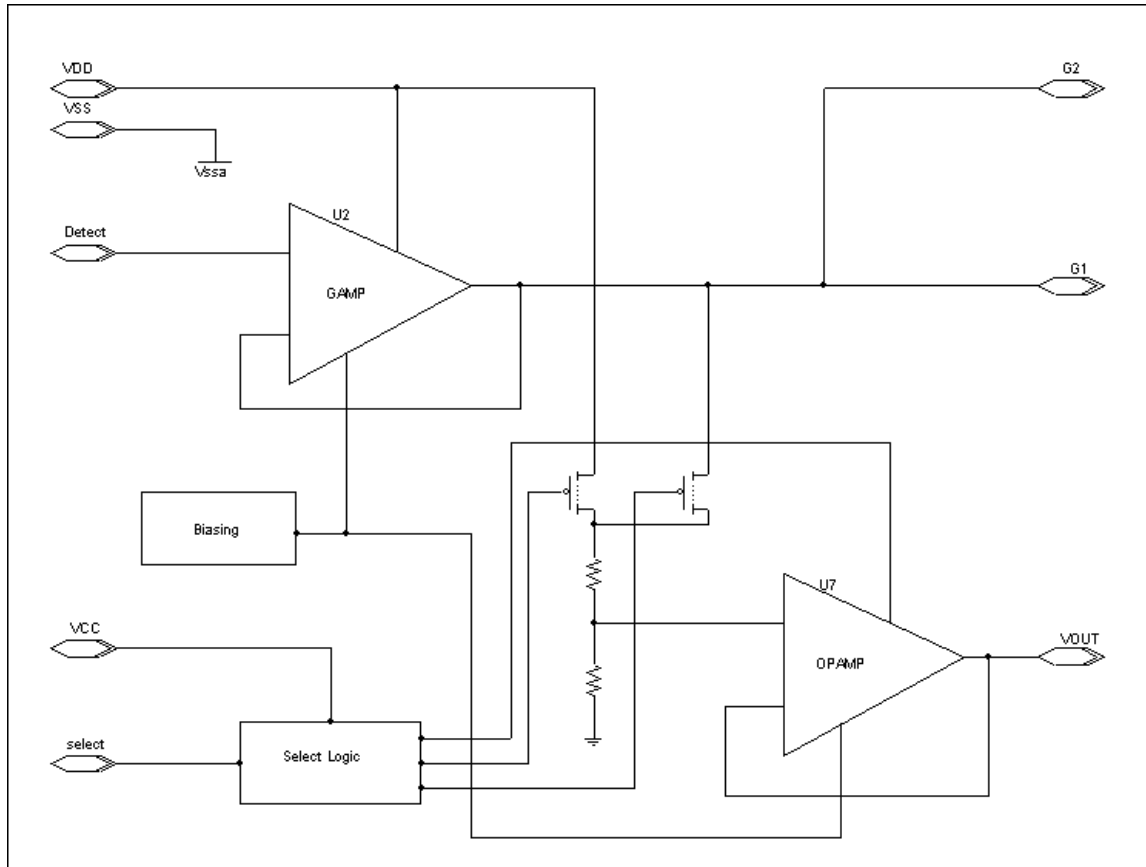 VDD
G2
VSS
Vssa
U2
Detect
G1
GAMP
Biasing
U7
VCC
VOUT
OPAMP
select
Select Logic